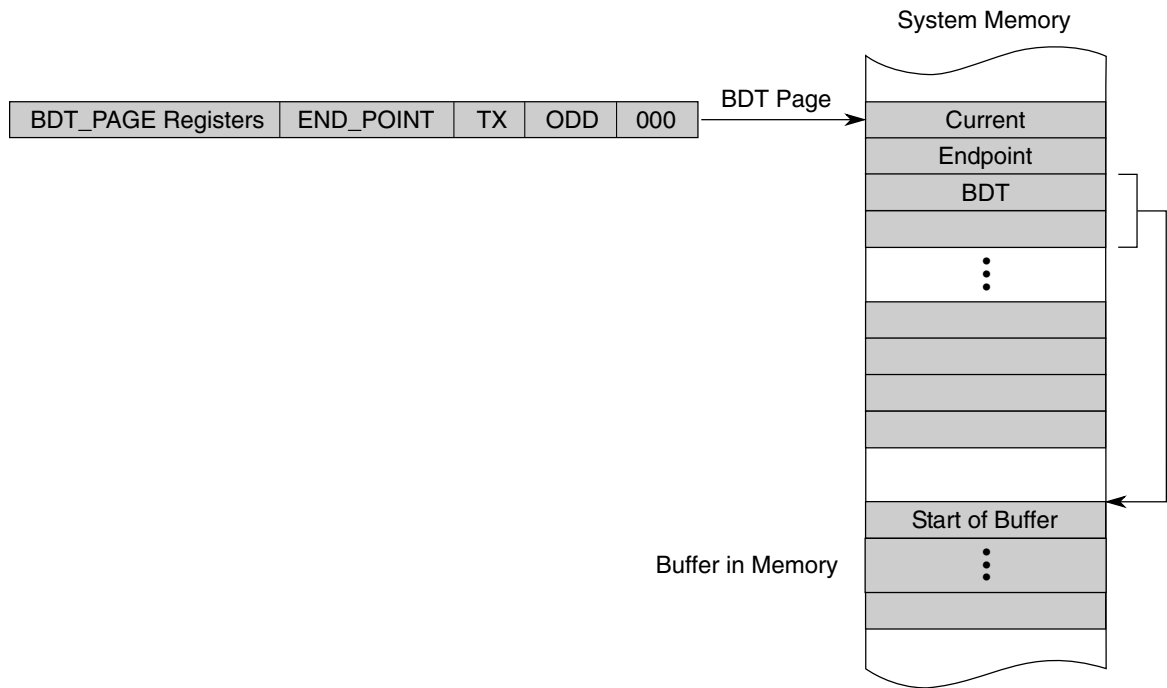 System Memory
BDT_PAGE Registers END_POINT TX ODD 000
BDT Page
Current
Endpoint
BDT
Start of Buffer
Buffer in Memory